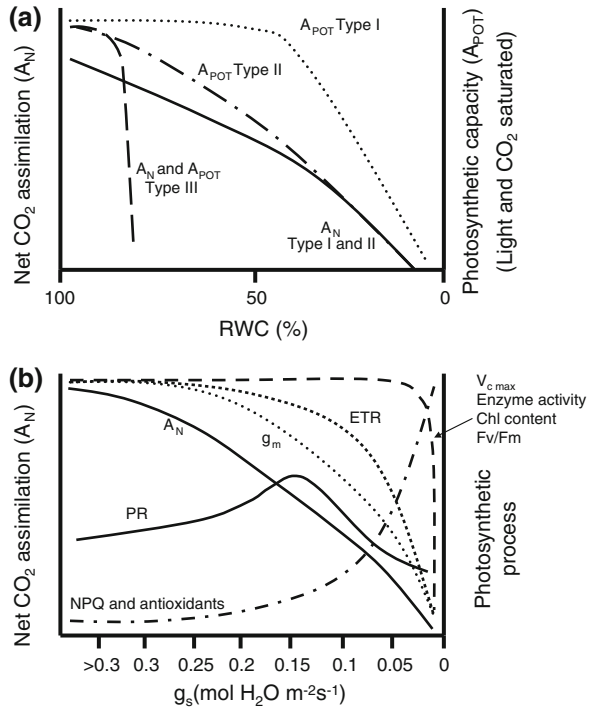 (a)
Net CO₂ assimilation (A_N)
A_POT Type I
A_POT Type II
A_N and A_POT
Type III
A_N
Type I and II
Photosynthetic capacity (A_POT)
(Light and CO₂ saturated)
100 50 0
RWC (%)
(b)
Net CO₂ assimilation (A_N)
A_N
g_m
ETR
PR
NPQ and antioxidants
V_c max
Enzyme activity
Chl content
Fv/Fm
Photosynthetic
process
>0.3 0.3 0.25 0.2 0.15 0.1 0.05 0
g_s(mol H₂O m⁻²s⁻¹)